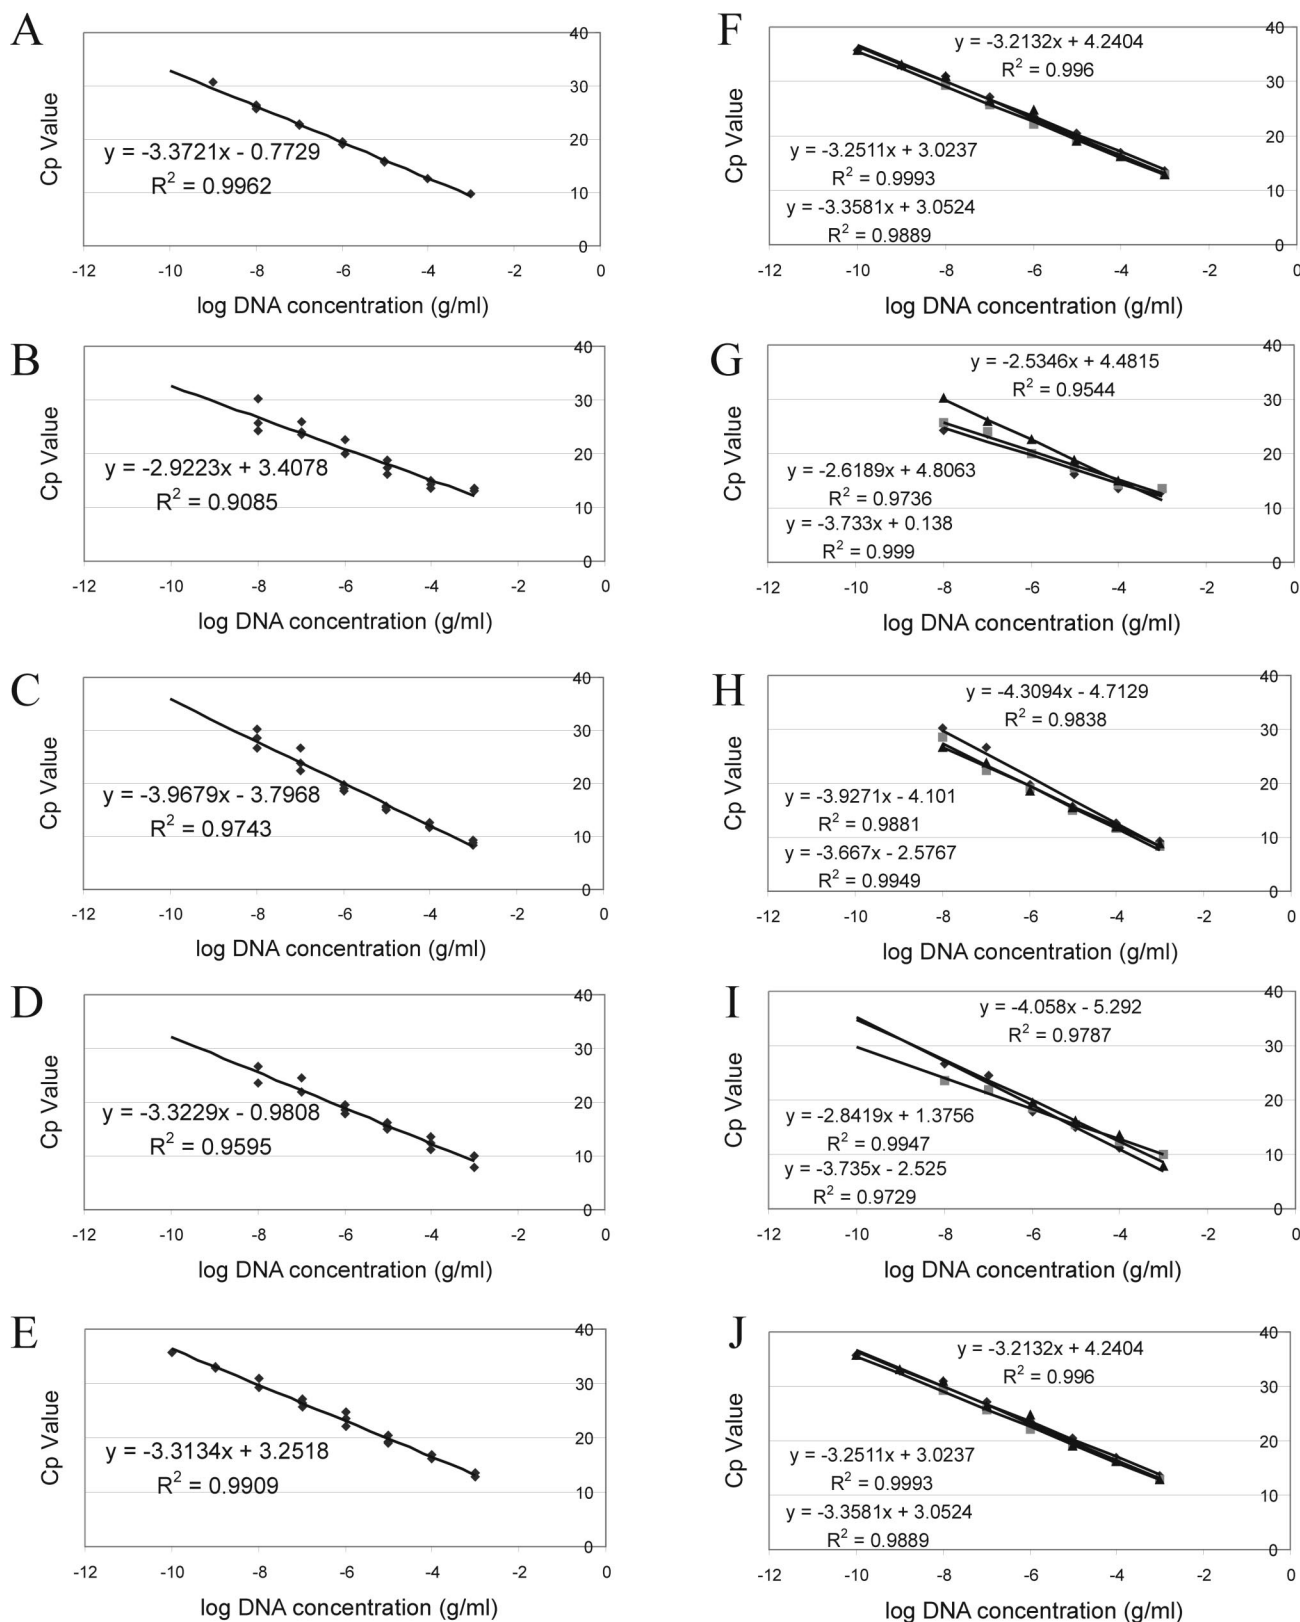 A
Cp Value
40
30
20
10
0
y = -3.3721x - 0.7729
R² = 0.9962
-12 -10 -8 -6 -4 -2 0
log DNA concentration (g/ml)
F
Cp Value
40
30
20
10
0
y = -3.2132x + 4.2404
R² = 0.996
y = -3.2511x + 3.0237
R² = 0.9993
y = -3.3581x + 3.0524
R² = 0.9889
-12 -10 -8 -6 -4 -2 0
log DNA concentration (g/ml)
B
Cp Value
40
30
20
10
0
y = -2.9223x + 3.4078
R² = 0.9085
-12 -10 -8 -6 -4 -2 0
log DNA concentration (g/ml)
G
Cp Value
40
30
20
10
0
y = -2.5346x + 4.4815
R² = 0.9544
y = -2.6189x + 4.8063
R² = 0.9736
y = -3.733x + 0.138
R² = 0.999
-12 -10 -8 -6 -4 -2 0
log DNA concentration (g/ml)
C
Cp Value
40
30
20
10
0
y = -3.9679x - 3.7968
R² = 0.9743
-12 -10 -8 -6 -4 -2 0
log DNA concentration (g/ml)
H
Cp Value
40
30
20
10
0
y = -4.3094x - 4.7129
R² = 0.9838
y = -3.9271x - 4.101
R² = 0.9881
y = -3.667x - 2.5767
R² = 0.9949
-12 -10 -8 -6 -4 -2 0
log DNA concentration (g/ml)
D
Cp Value
40
30
20
10
0
y = -3.3229x - 0.9808
R² = 0.9595
-12 -10 -8 -6 -4 -2 0
log DNA concentration (g/ml)
I
Cp Value
40
30
20
10
0
y = -4.058x - 5.292
R² = 0.9787
y = -2.8419x + 1.3756
R² = 0.9947
y = -3.735x - 2.525
R² = 0.9729
-12 -10 -8 -6 -4 -2 0
log DNA concentration (g/ml)
E
Cp Value
40
30
20
10
0
y = -3.3134x + 3.2518
R² = 0.9909
-12 -10 -8 -6 -4 -2 0
log DNA concentration (g/ml)
J
Cp Value
40
30
20
10
0
y = -3.2132x + 4.2404
R² = 0.996
y = -3.2511x + 3.0237
R² = 0.9993
y = -3.3581x + 3.0524
R² = 0.9889
-12 -10 -8 -6 -4 -2 0
log DNA concentration (g/ml)